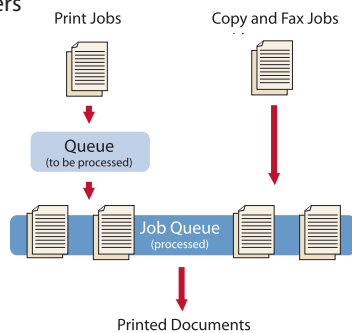 ers
Print Jobs
Copy and Fax Jobs
Queue
(to be processed)
Job Queue
(processed)
Printed Documents